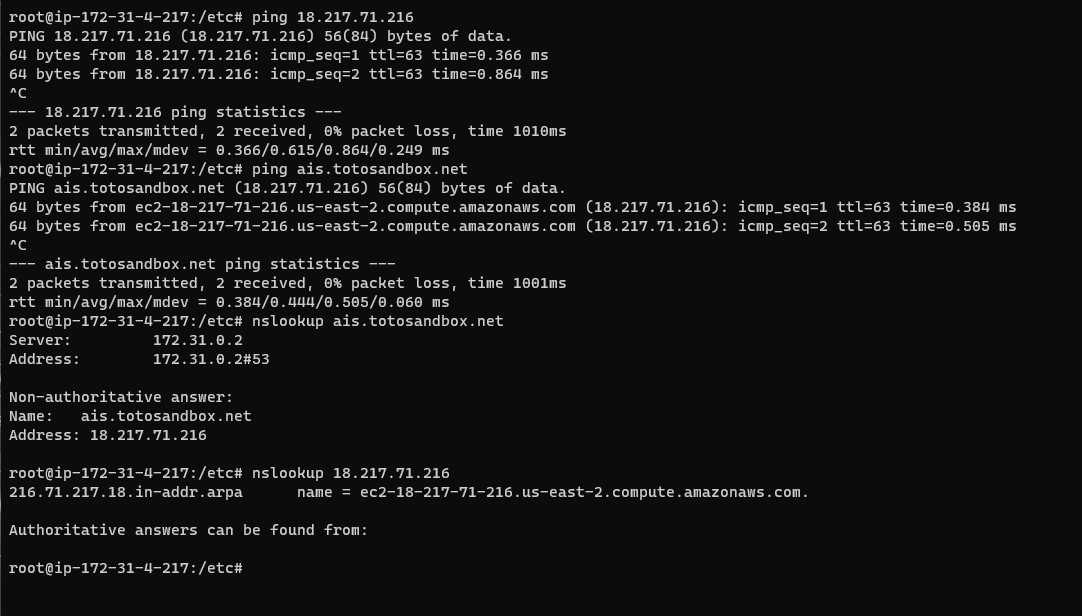 root@ip-172-31-4-217:/etc# ping 18.217.71.216
PING 18.217.71.216 (18.217.71.216) 56(84) bytes of data.
64 bytes from 18.217.71.216: icmp_seq=1 ttl=63 time=0.366 ms
64 bytes from 18.217.71.216: icmp_seq=2 ttl=63 time=0.864 ms
^C
--- 18.217.71.216 ping statistics ---
2 packets transmitted, 2 received, 0% packet loss, time 1010ms
rtt min/avg/max/mdev = 0.366/0.615/0.864/0.249 ms
root@ip-172-31-4-217:/etc# ping ais.totosandbox.net
PING ais.totosandbox.net (18.217.71.216) 56(84) bytes of data.
64 bytes from ec2-18-217-71-216.us-east-2.compute.amazonaws.com (18.217.71.216): icmp_seq=1 ttl=63 time=0.384 ms
64 bytes from ec2-18-217-71-216.us-east-2.compute.amazonaws.com (18.217.71.216): icmp_seq=2 ttl=63 time=0.505 ms
^C
--- ais.totosandbox.net ping statistics ---
2 packets transmitted, 2 received, 0% packet loss, time 1001ms
rtt min/avg/max/mdev = 0.384/0.444/0.505/0.060 ms
root@ip-172-31-4-217:/etc# nslookup ais.totosandbox.net
Server:         172.31.0.2
Address:        172.31.0.2#53

Non-authoritative answer:
Name:   ais.totosandbox.net
Address: 18.217.71.216

root@ip-172-31-4-217:/etc# nslookup 18.217.71.216
216.71.217.18.in-addr.arpa      name = ec2-18-217-71-216.us-east-2.compute.amazonaws.com.

Authoritative answers can be found from:

root@ip-172-31-4-217:/etc#